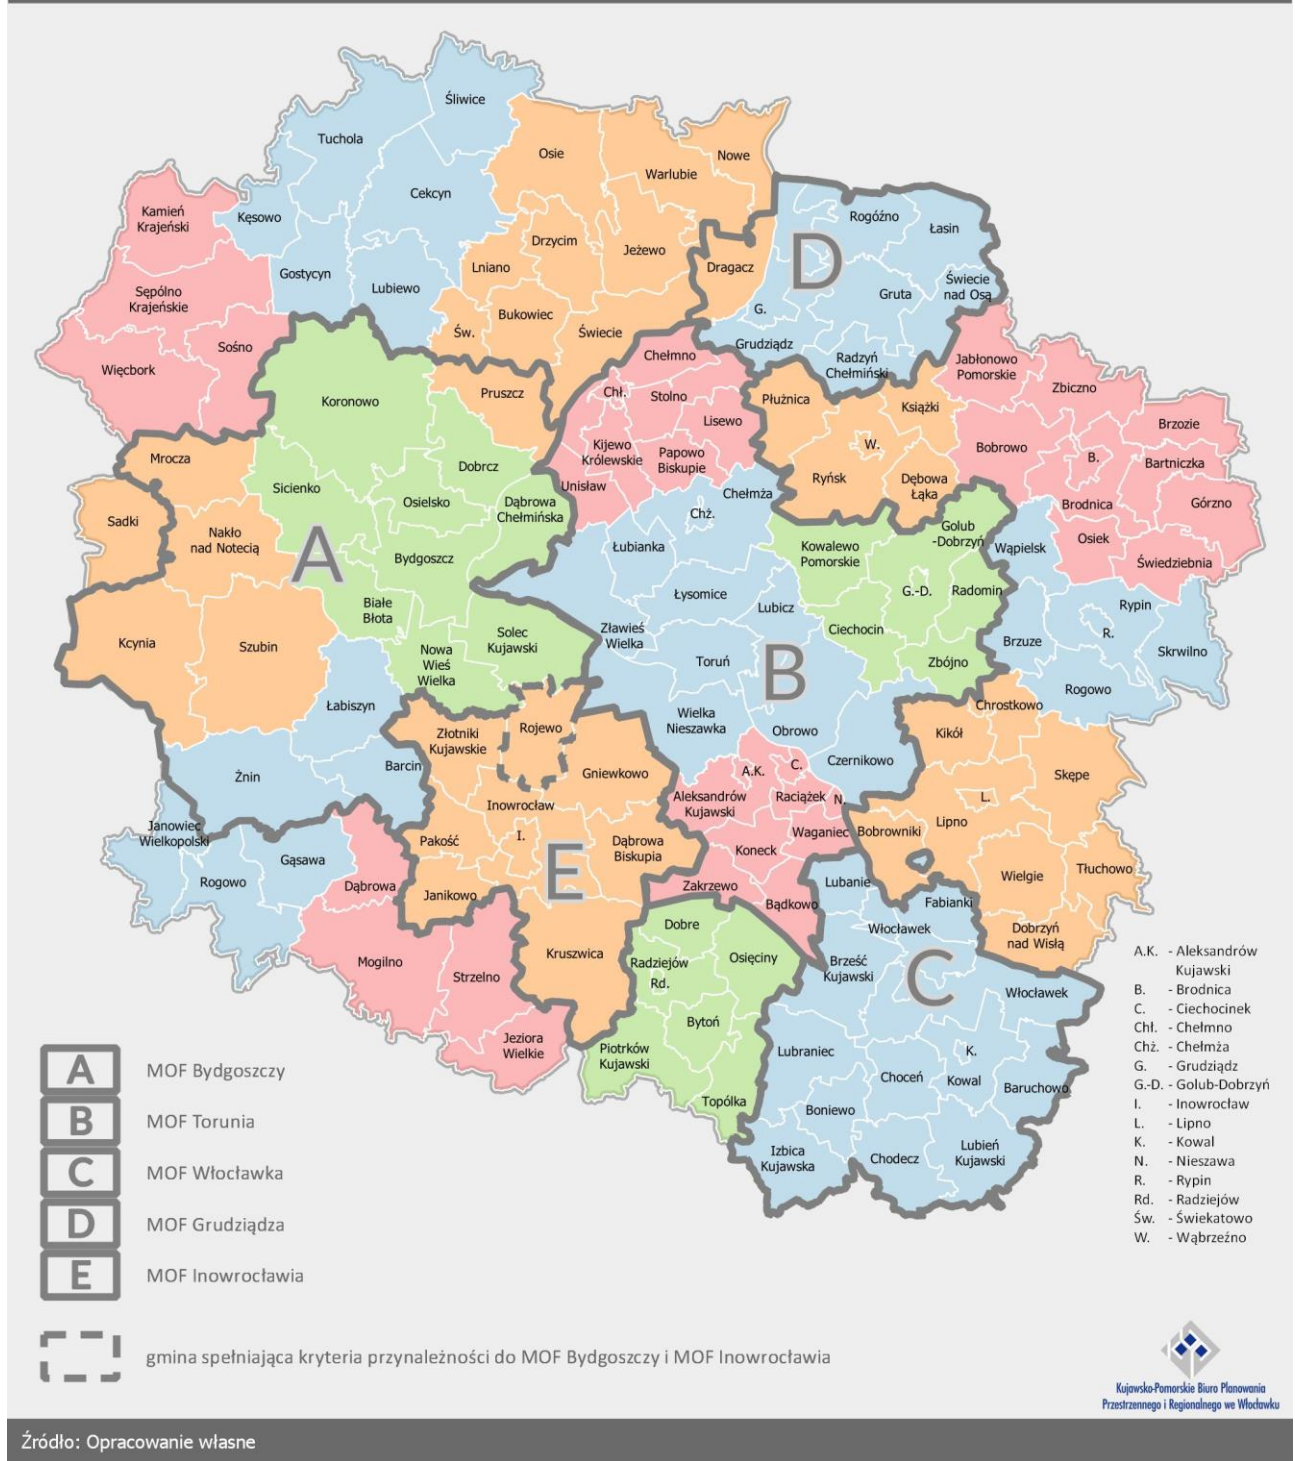 Śliwice
Tuchola
Osie
Nowe
Warlubie
Cekcyn
Kamień
Krajeński
Kęsowo
Rogóźno
Łasin
Drzycim
Jeżewo
D
Lniano
Dragacz
Gostycyn
Lubiewo
Świecie
nad Osą
Sępólno
Krajeńskie
Gruta
G.
Bukowiec
Św.
Świecie
Sośno
Grudziądz
Radzyń
Chełmiński
Chełmno
Jabłonowo
Pomorskie
Więcbork
Zbiczno
Koronowo
Pruszcz
Chł.
Stolno
Płużnica
Książki
Lisewo
Brzozie
Mrocza
Dobrcz
Kijewo
Królewskie
Papowo
Biskupie
W.
Bobrowo
B.
Bartniczka
Sicienko
Osielsko
Dąbrowa
Chełmińska
Unisław
Chełmża
Ryńsk
Dębowa
Łąka
Brodnica
Górzno
Sadki
Chż.
Golub
-Dobrzyń
Nakło
nad Notecią
A
Bydgoszcz
Łubianka
Kowalewo
Pomorskie
Wąpielsk
Osiek
Świedziebnia
Łysomice
G.-D.
Radomin
Białe
Błota
Lubicz
Rypin
Kcynia
Szubin
Solec
Kujawski
Zławieś
Wielka
Ciechocin
Brzuze
R.
Nowa
Wieś
Wielka
Toruń
B
Zbójno
Skrwilno
Rogowo
Łabiszyn
Wielka
Nieszawka
Obrowo
Chrostkowo
Złotniki
Kujawskie
Rojewo
Kikół
Żnin
Barcin
Gniewkowo
A.K.
C.
Czernikowo
Skępe
Inowrocław
Aleksandrów
Kujawski
Raciążek
N.
L.
Janowiec
Wielkopolski
Pakość
I.
Dąbrowa
Biskupia
Waganiec
Bobrowniki
Lipno
Gąsawa
Koneck
Rogowo
Dąbrowa
Janikowo
E
Zakrzewo
Lubanie
Wielgie
Tłuchowo
Bądkowo
Fabianki
Dobre
Włocławek
Dobrzyń
nad Wisłą
Mogilno
Kruszwica
Radziejów
Osięciny
Brześć
Kujawski
C
Strzelno
Rd.
Włocławek
Bytoń
Jeziora
Wielkie
Piotrków
Kujawski
Lubraniec
K.
Choceń
Kowal
Baruchowo
Topólka
Boniewo
Izbica
Kujawska
Chodecz
Lubień
Kujawski
A.K. - Aleksandrów
Kujawski
B. - Brodnica
C. - Ciechocinek
Chł. - Chełmno
Chż. - Chełmża
G. - Grudziądz
G.-D. - Golub-Dobrzyń
I. - Inowrocław
L. - Lipno
K. - Kowal
N. - Nieszawa
R. - Rypin
Rd. - Radziejów
Św. - Świekatowo
W. - Wąbrzeźno
A MOF Bydgoszczy
B MOF Torunia
C MOF Włocławka
D MOF Grudziądza
E MOF Inowrocławia
gmina spełniająca kryteria przynależności do MOF Bydgoszczy i MOF Inowrocławia
Kujawsko-Pomorskie Biuro Planowania
Przestrzennego i Regionalnego we Włocławku
Źródło: Opracowanie własne